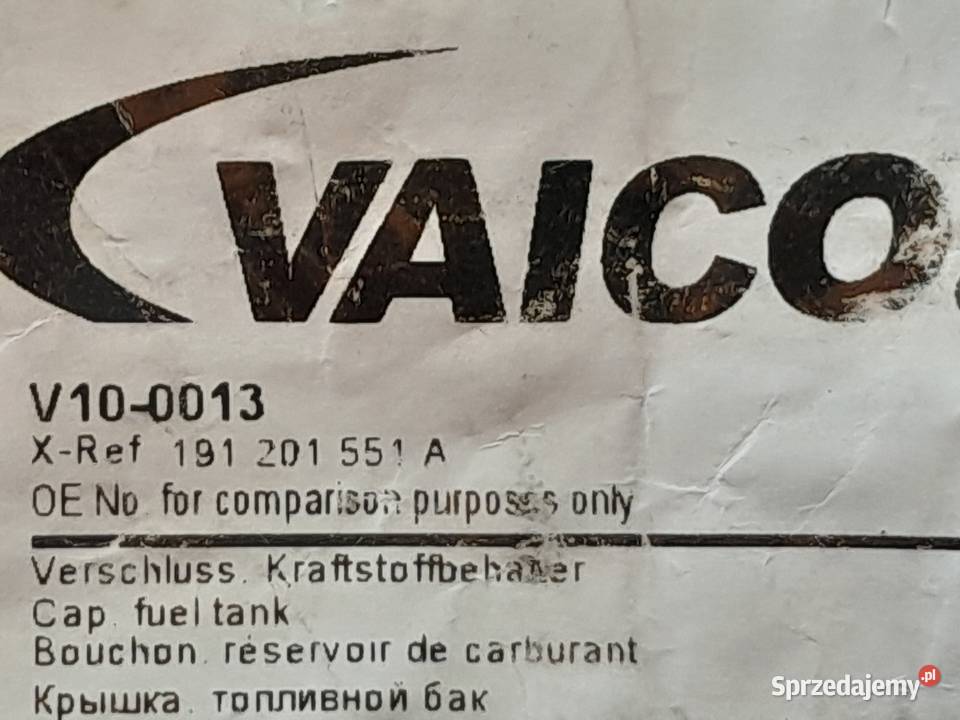 VAICO
V10-0013
X-Ref 191 201 551 A
OE No. for comparison purposes only
Verschluss, Kraftstoffbehälter
Cap, fuel tank
Bouchon, réservoir de carburant
Крышка, топливной бак
Sprzedajemy.pl